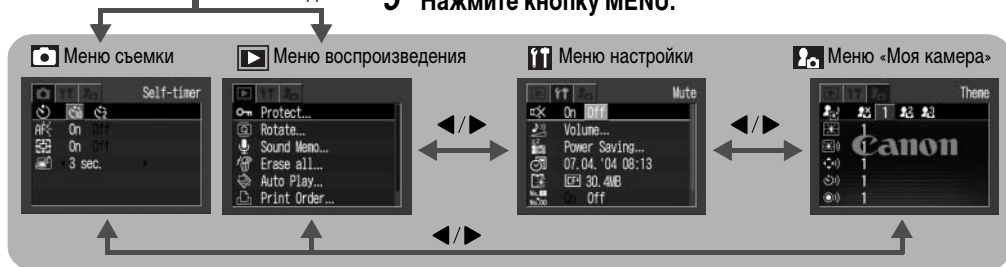 Нажмите кнопку MENU.
Меню съемки
Меню воспроизведения
Меню настройки
Меню «Моя камера»
Self-timer
On Off
On Off
3 sec.
Protect...
Rotate...
Sound Memo...
Erase all...
Auto Play...
Print Order...
◀/▶
Mute
On Off
Volume...
Power Saving...
07.04.'04 08:13
30.4MB
On Off
◀/▶
Theme
1
1
Canon
1
1
1
◀/▶